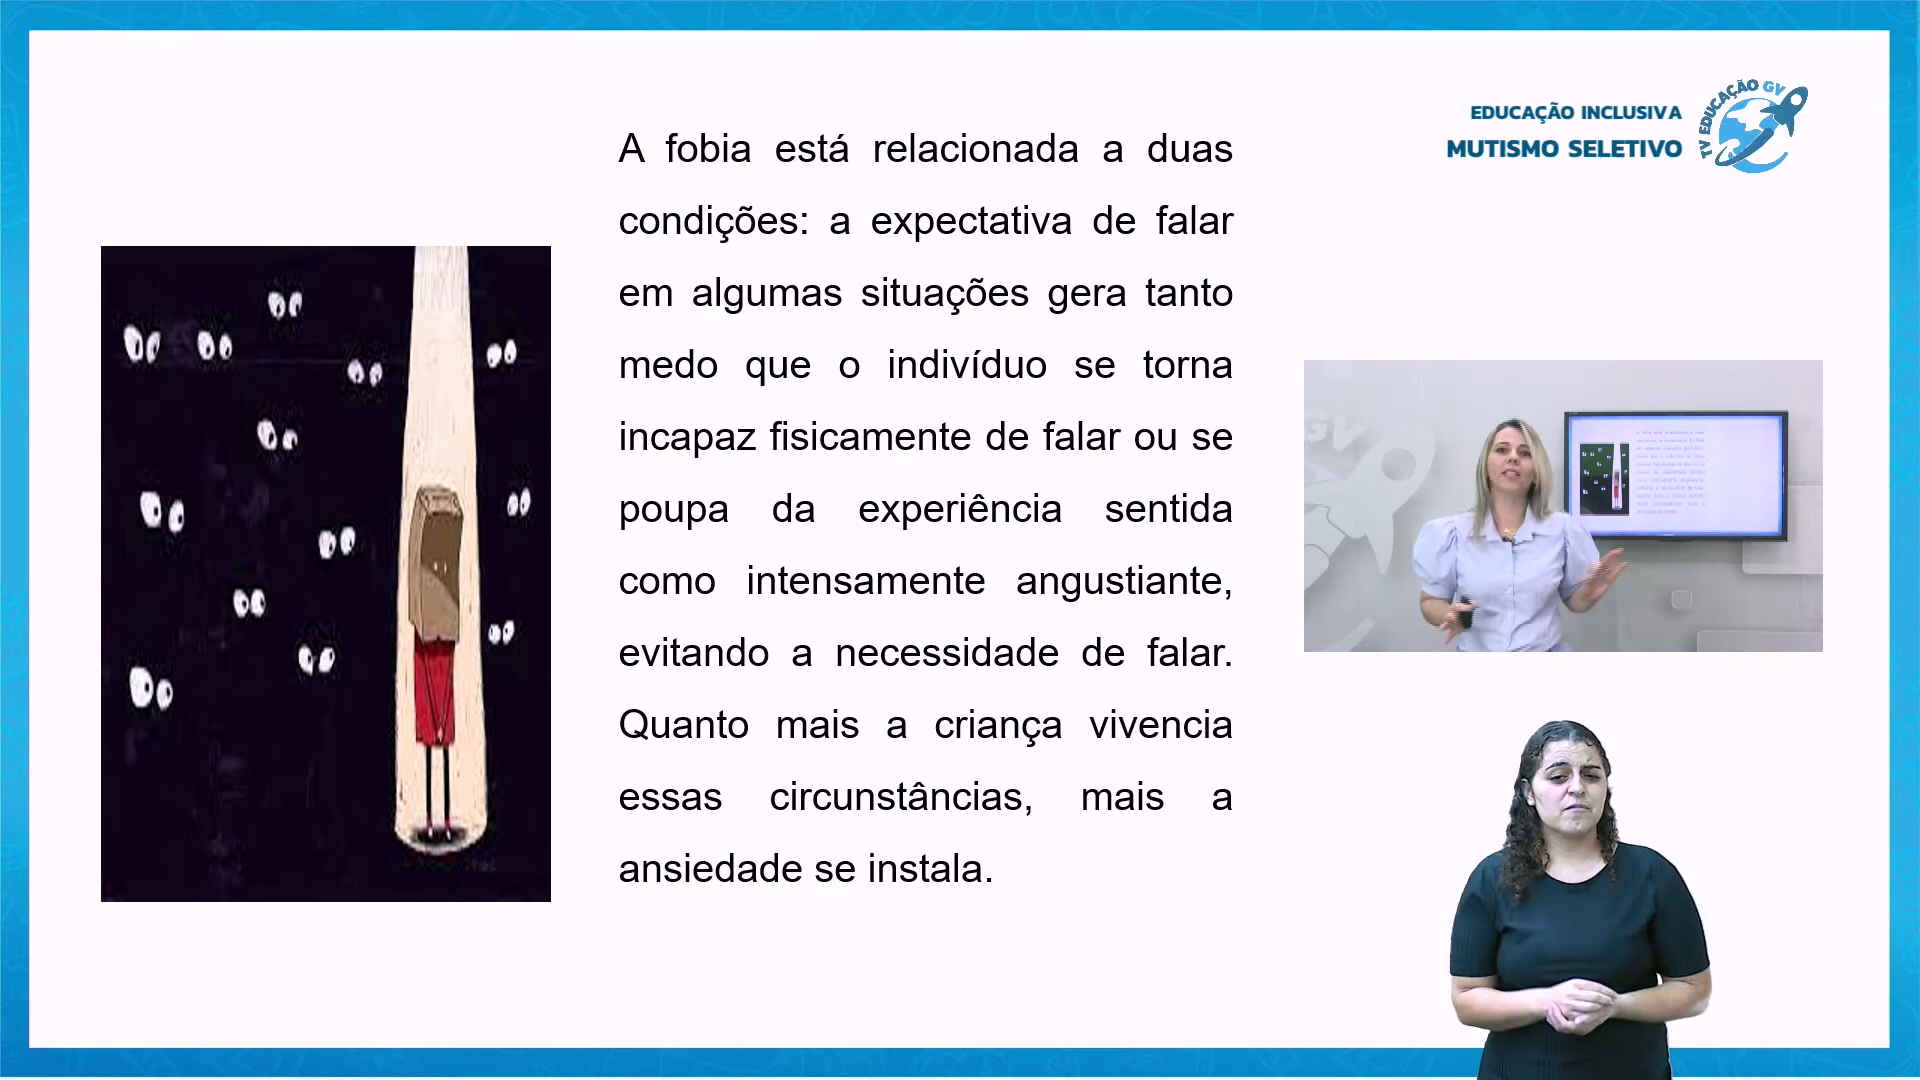 EDUCAÇÃO INCLUSIVA
MUTISMO SELETIVO
TV EDUCAÇÃO GV
A fobia está relacionada a duas
condições: a expectativa de falar
em algumas situações gera tanto
medo que o indivíduo se torna
incapaz fisicamente de falar ou se
poupa da experiência sentida
como intensamente angustiante,
evitando a necessidade de falar.
Quanto mais a criança vivencia
essas circunstâncias, mais a
ansiedade se instala.
GV